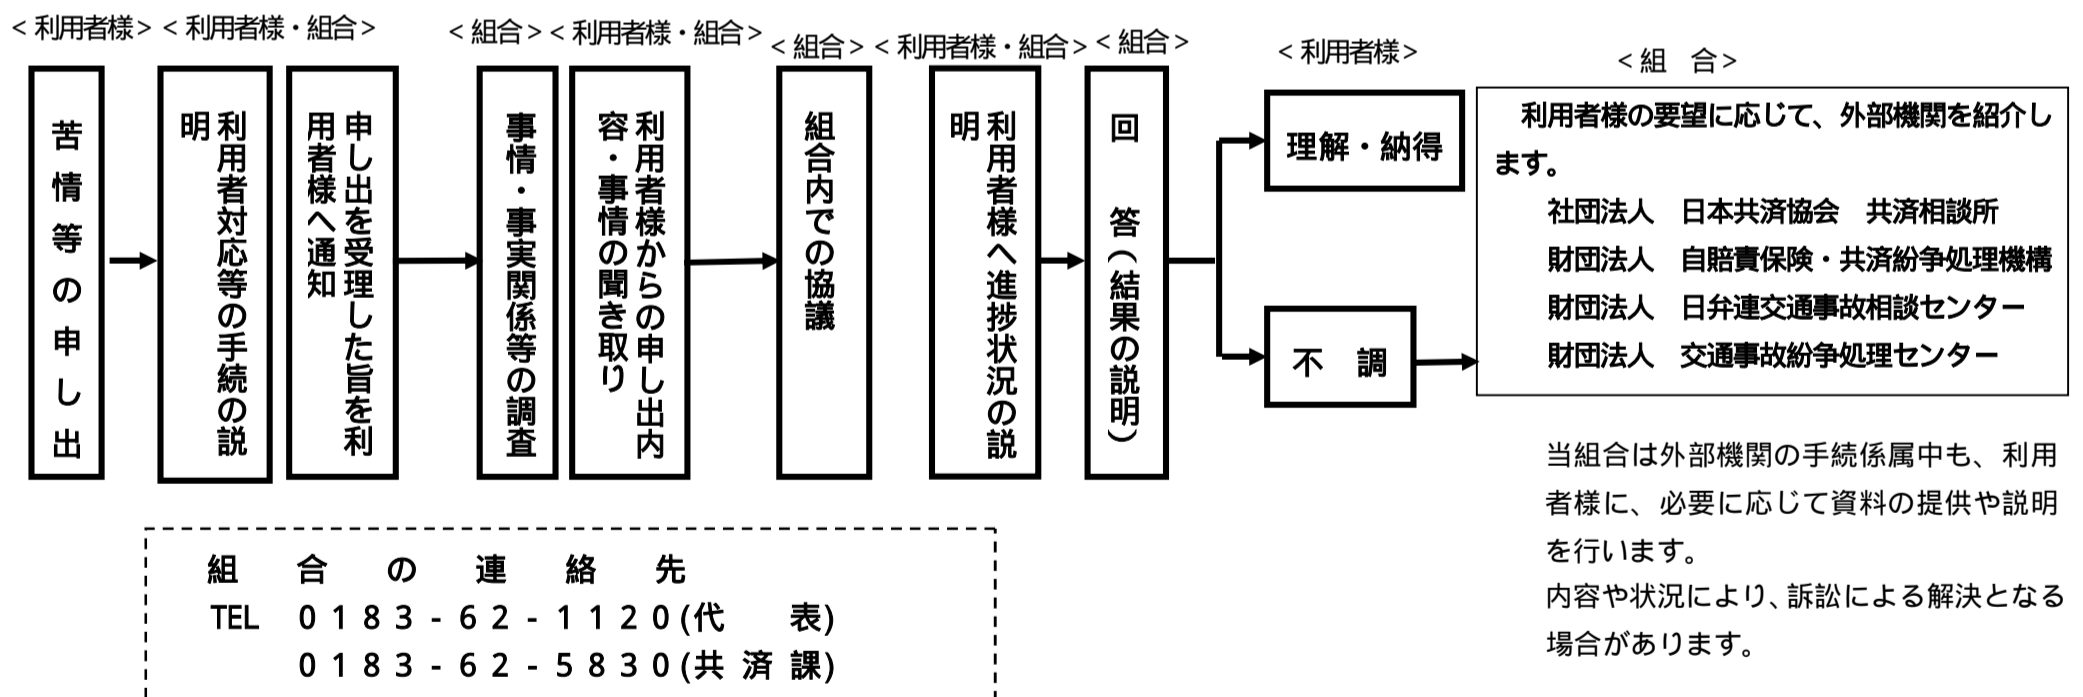 <利用者様>
<利用者様・組合>
<組合>
<利用者様・組合>
<組合>
<利用者様・組合>
<組合>
<利用者様>
<組　合>
苦情等の申し出
利用者対応等の手続の説
明
申し出を受理した旨を利
用者様へ通知
事情・事実関係等の調査
利用者様からの申し出内
容・事情の聞き取り
組合内での協議
利用者様へ進捗状況の説
明
回　答(結果の説明)
理解・納得
不　調
利用者様の要望に応じて、外部機関を紹介し
ます。
社団法人　日本共済協会　共済相談所
財団法人　自賠責保険・共済紛争処理機構
財団法人　日弁連交通事故相談センター
財団法人　交通事故紛争処理センター
当組合は外部機関の手続係属中も、利用
者様に、必要に応じて資料の提供や説明
を行います。
内容や状況により、訴訟による解決となる
場合があります。
組　合　の　連　絡　先
TEL　0183-62-1120(代　表)
0183-62-5830(共済課)